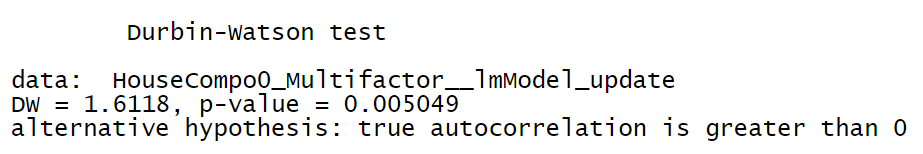 Durbin-Watson test
data:  HouseCompo0_Multifactor__lmModel_update
DW = 1.6118, p-value = 0.005049
alternative hypothesis: true autocorrelation is greater than 0